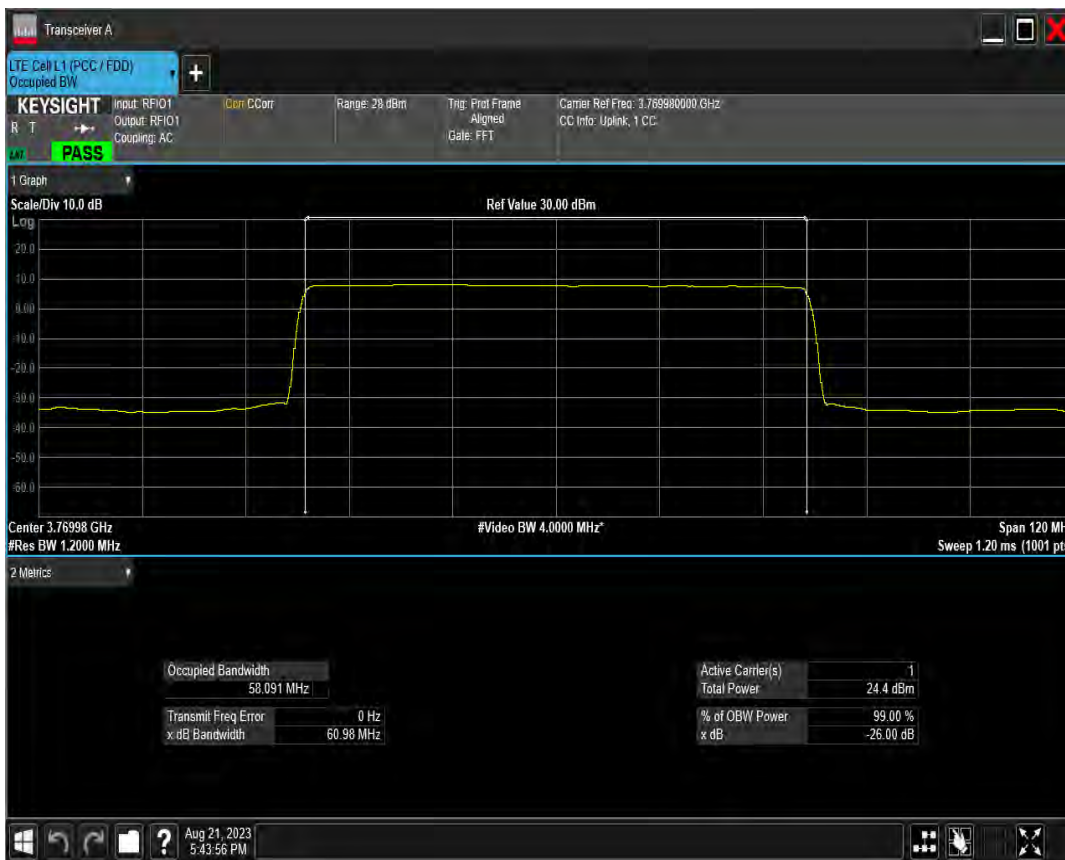 Transceiver A
LTE Cell L1 (PCC / FDD)
Occupied BW
+
KEYSIGHT
R T
PASS
Input: RFIO1
Output: RFIO1
Coupling: AC
Corr CCorr
Range: 28 dBm
Trig: Prot Frame
Aligned
Gate: FFT
Carrier Ref Freq: 3.769980000 GHz
CC Info: Uplink, 1 CC
1 Graph
Scale/Div 10.0 dB
Ref Value 30.00 dBm
Log
20.0
10.0
0.00
-10.0
-20.0
-30.0
-40.0
-50.0
-60.0
Center 3.76998 GHz
#Video BW 4.0000 MHz*
Span 120 MH
#Res BW 1.2000 MHz
Sweep 1.20 ms (1001 pts
2 Metrics
Occupied Bandwidth
58.091 MHz
Transmit Freq Error 0 Hz
x dB Bandwidth 60.98 MHz
Active Carrier(s) 1
Total Power 24.4 dBm
% of OBW Power 99.00 %
x dB -26.00 dB
?
Aug 21, 2023
5:43:56 PM